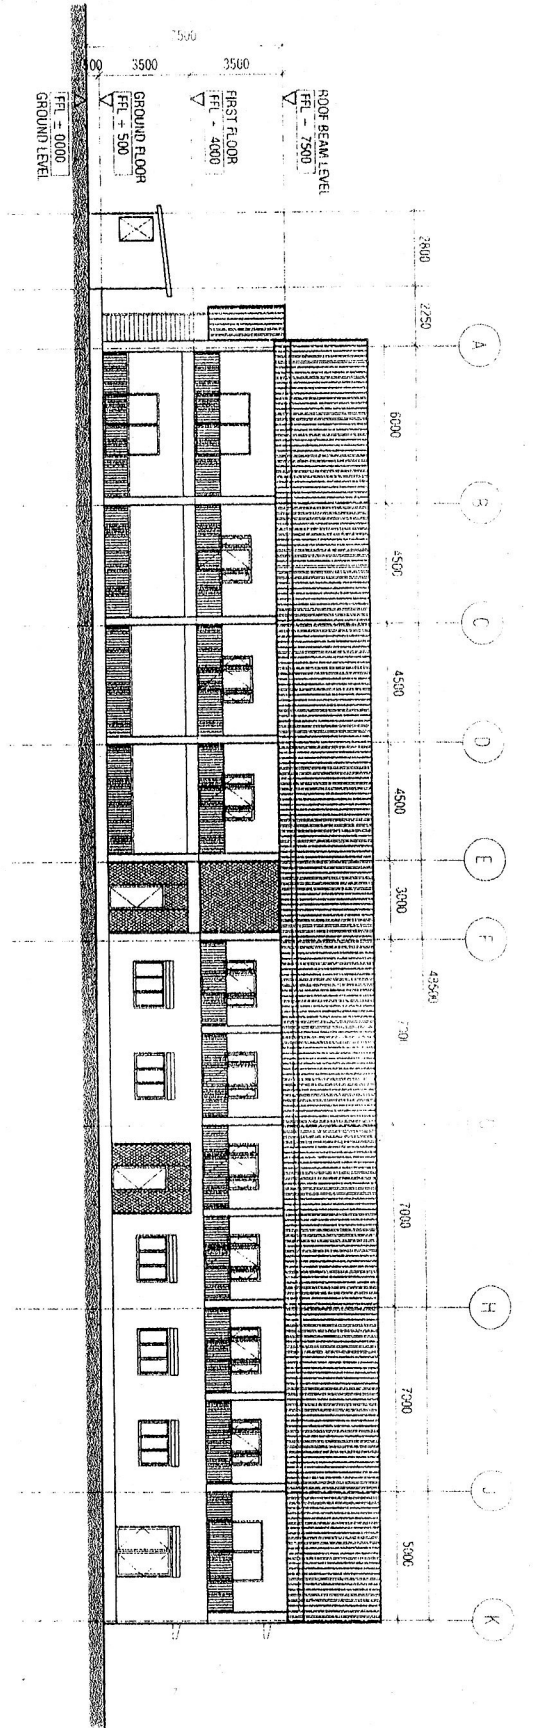 ROOF BEAM LEVEL
FFL - 7500
FIRST FLOOR
FFL - 4000
GROUND FLOOR
FFL + 500
FFL ± 0000
GROUND LEVEL
3500
3500
2800
2250
6000
4500
4500
4500
3000
7000
7000
5000
A
B
C
D
E
F
H
J
K